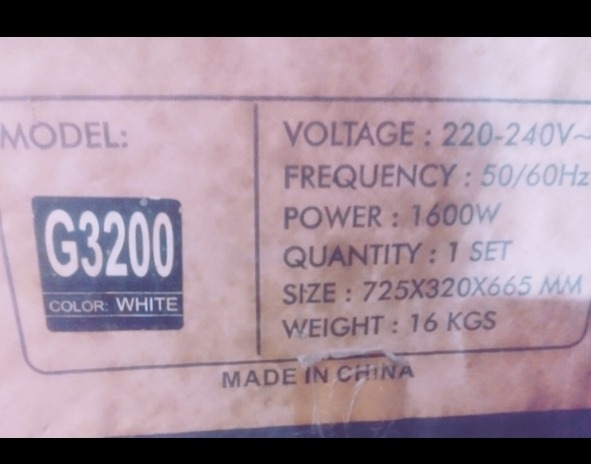 MODEL:
G3200
COLOR: WHITE
VOLTAGE : 220-240V~
FREQUENCY : 50/60Hz
POWER : 1600W
QUANTITY : 1 SET
SIZE : 725X320X665 MM
WEIGHT : 16 KGS
MADE IN CHINA